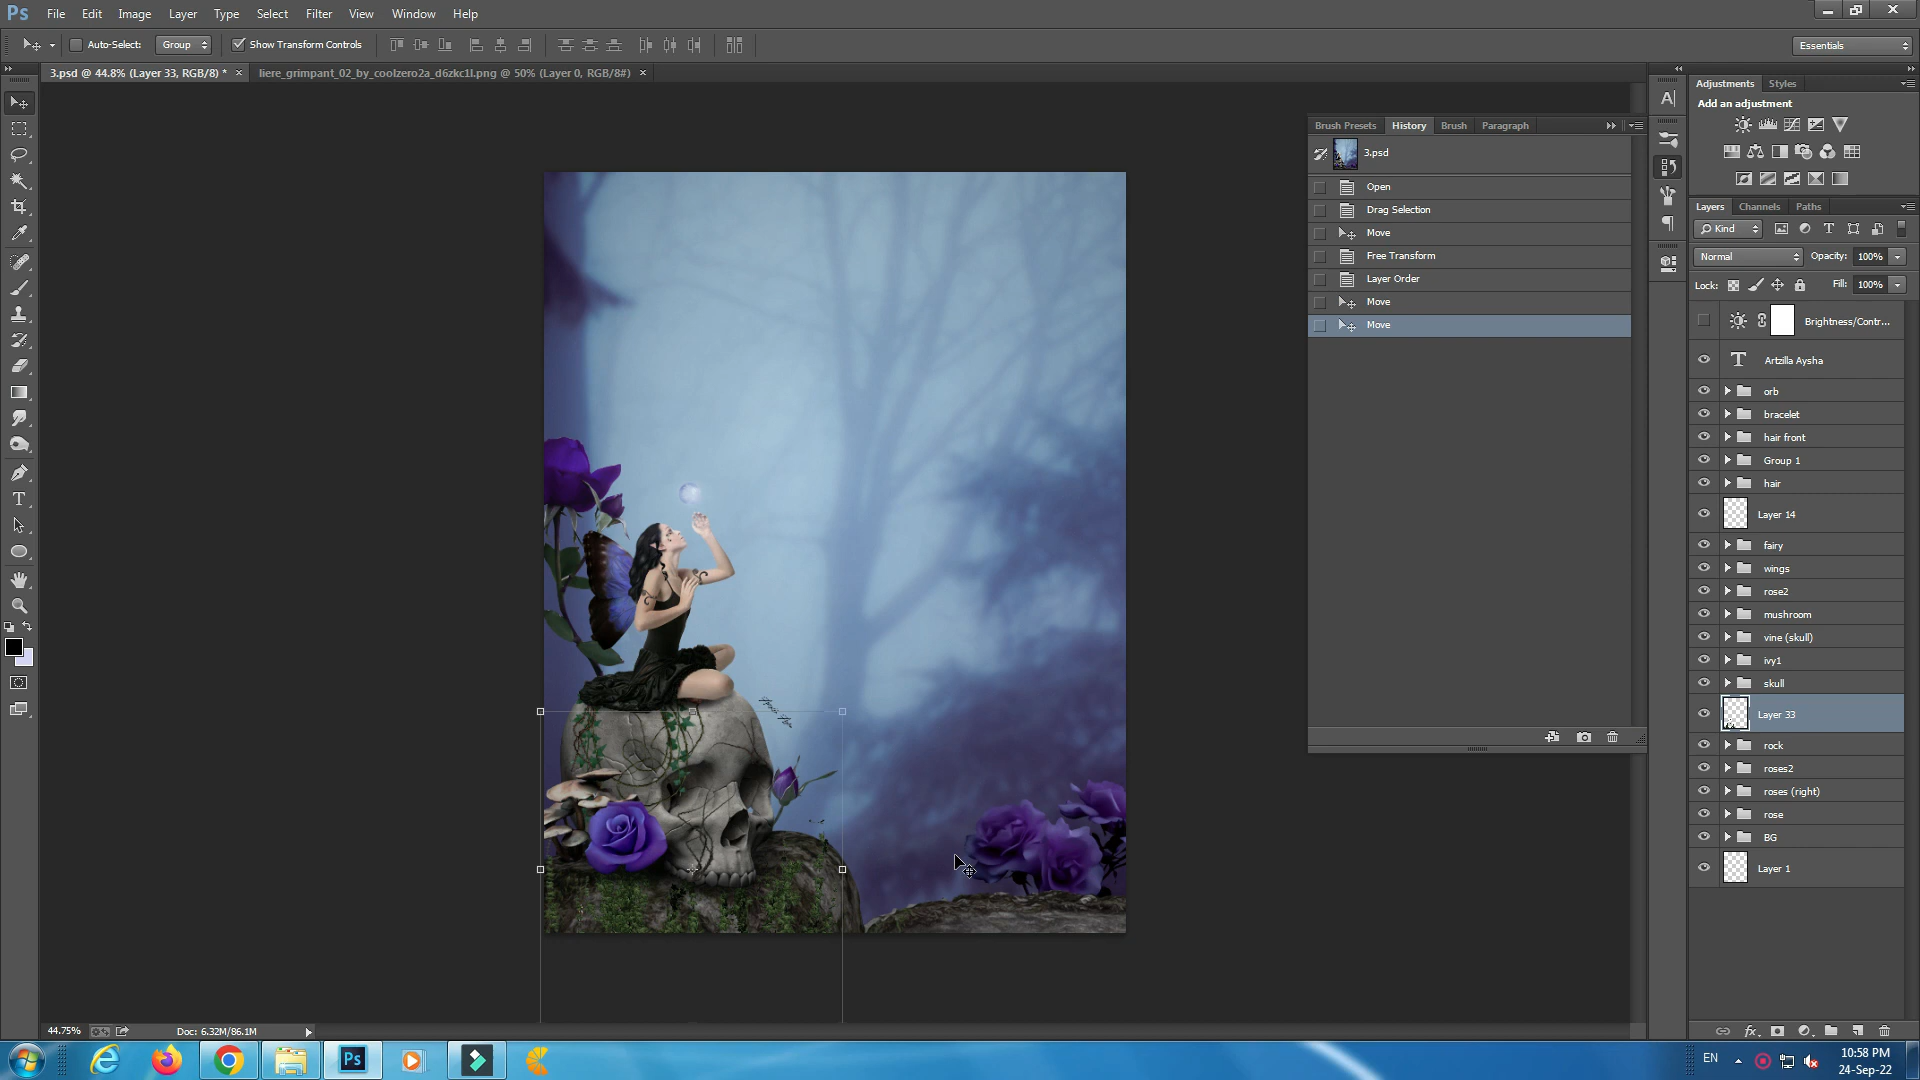 Ps File Edit Image Layer Type Select Filter View Window Help
Auto-Select: Group Show Transform Controls Essentials
3.psd @ 44.8% (Layer 33, RGB/8) * × liere_grimpant_02_by_coolzero2a_d6zkc1l.png @ 50% (Layer 0, RGB/8#) ×
Adjustments Styles
Add an adjustment
Brush Presets History Brush Paragraph
3.psd
Open
Drag Selection
Move
Free Transform
Layer Order
Move
Move
Layers Channels Paths
Kind
Normal Opacity: 100%
Lock: Fill: 100%
Brightness/Contr...
Artzilla Aysha
orb
bracelet
hair front
Group 1
hair
Layer 14
fairy
wings
rose2
mushroom
vine (skull)
ivy1
skull
Layer 33
rock
roses2
roses (right)
rose
BG
Layer 1
44.75% Doc: 6.32M/86.1M
Ps
EN 10:58 PM
24-Sep-22